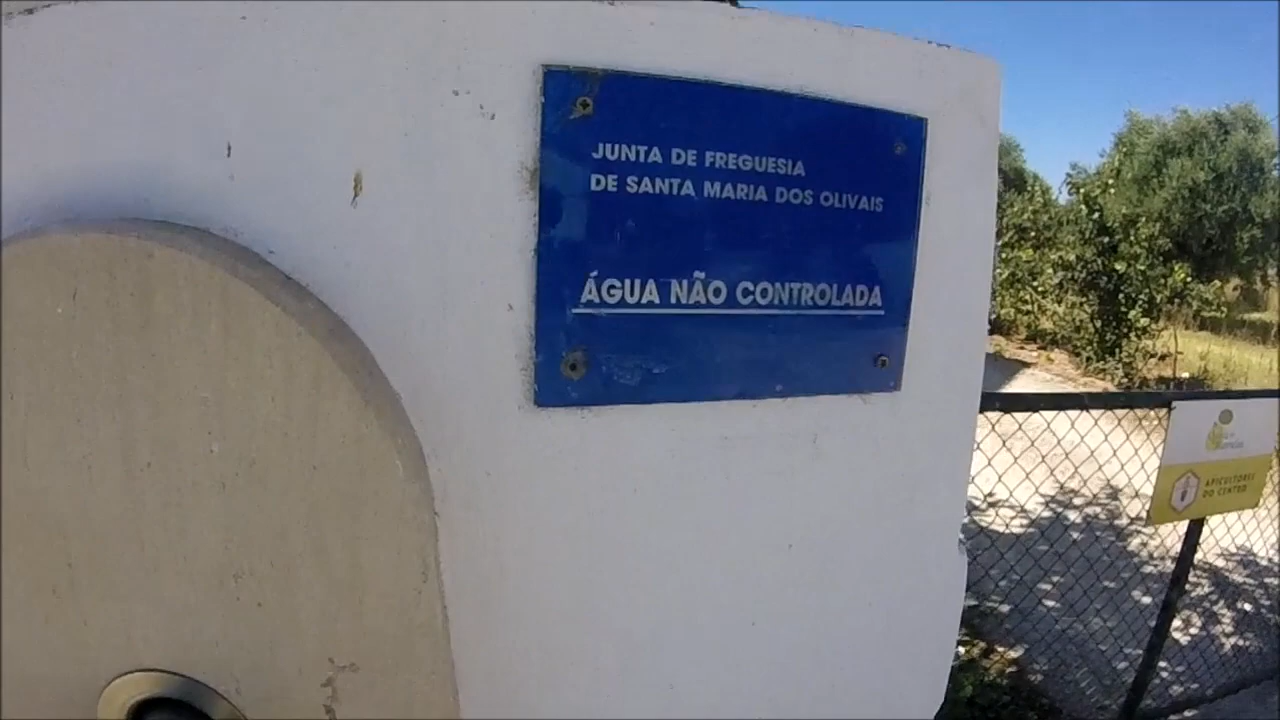 JUNTA DE FREGUESIA
DE SANTA MARIA DOS OLIVAIS
ÁGUA NÃO CONTROLADA
APICULTORES
DO CENTRO